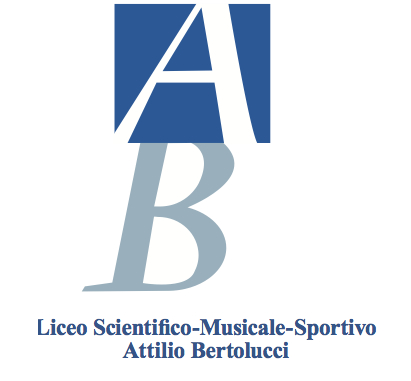 A
B
Liceo Scientifico-Musicale-Sportivo
Attilio Bertolucci